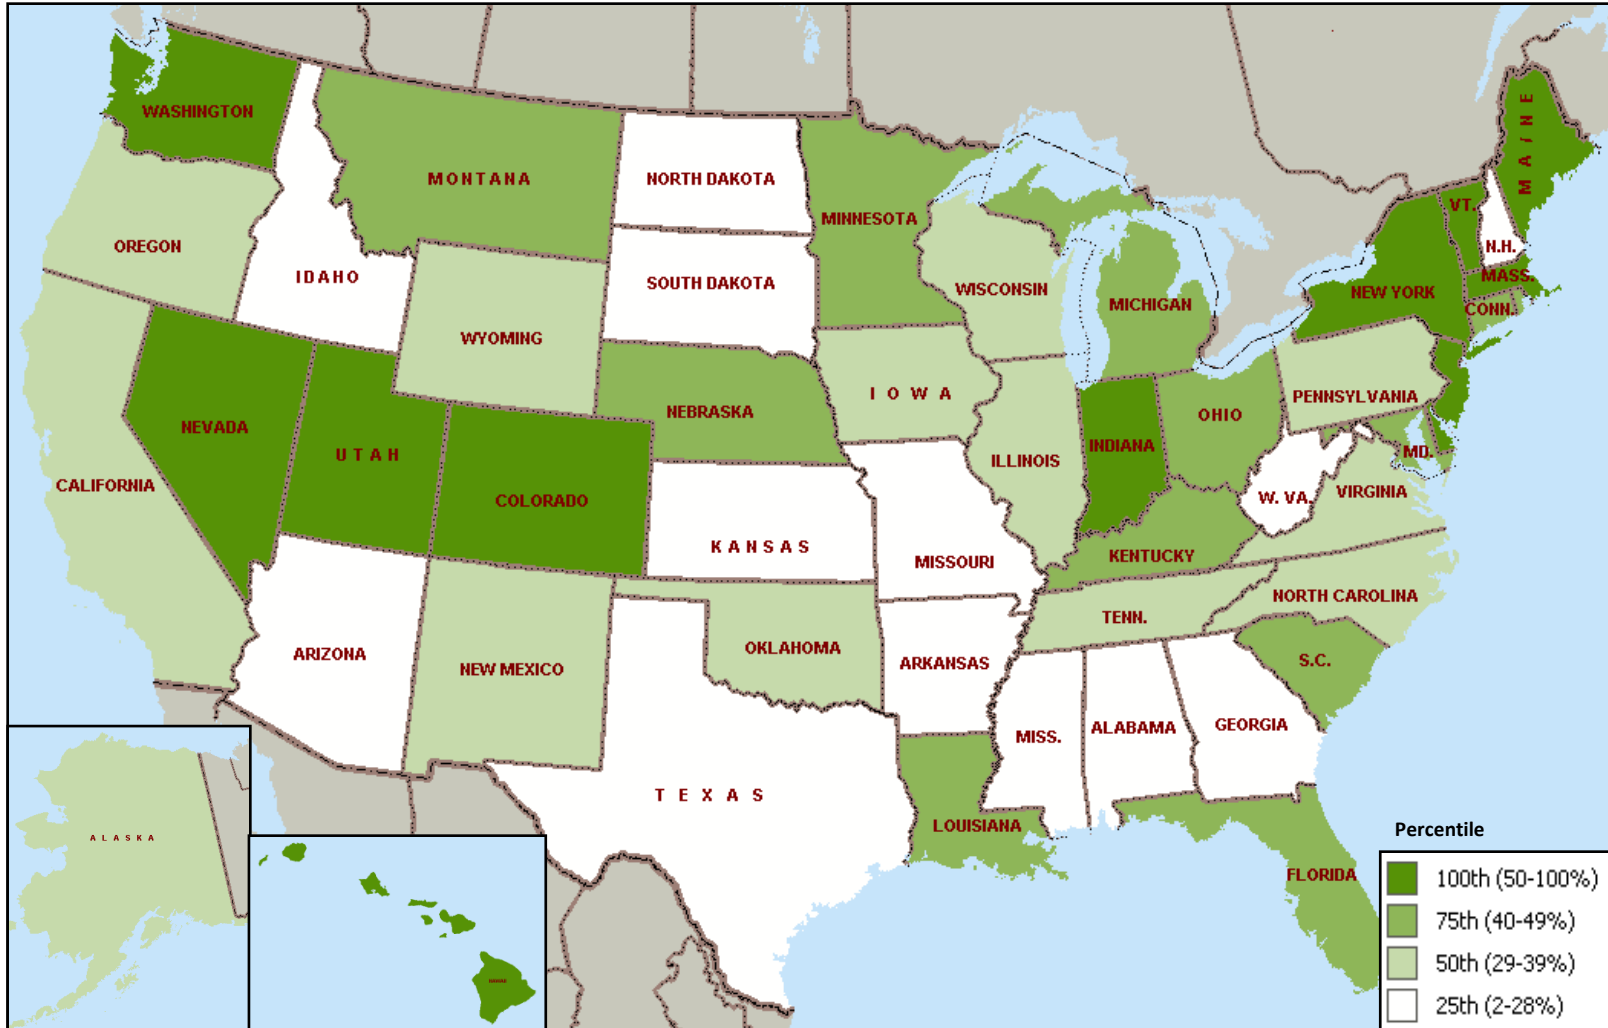 WASHINGTON
MAINE
MONTANA
NORTH DAKOTA
MINNESOTA
VT.
OREGON
N.H.
IDAHO
SOUTH DAKOTA
WISCONSIN
MICHIGAN
NEW YORK
MASS.
CONN.
WYOMING
IOWA
PENNSYLVANIA
NEBRASKA
OHIO
NEVADA
UTAH
INDIANA
MD.
ILLINOIS
CALIFORNIA
COLORADO
W. VA.
VIRGINIA
KANSAS
MISSOURI
KENTUCKY
NORTH CAROLINA
TENN.
ARIZONA
NEW MEXICO
OKLAHOMA
ARKANSAS
S.C.
MISS.
ALABAMA
GEORGIA
TEXAS
LOUISIANA
FLORIDA
ALASKA
HAWAII
Percentile
100th (50-100%)
75th (40-49%)
50th (29-39%)
25th (2-28%)